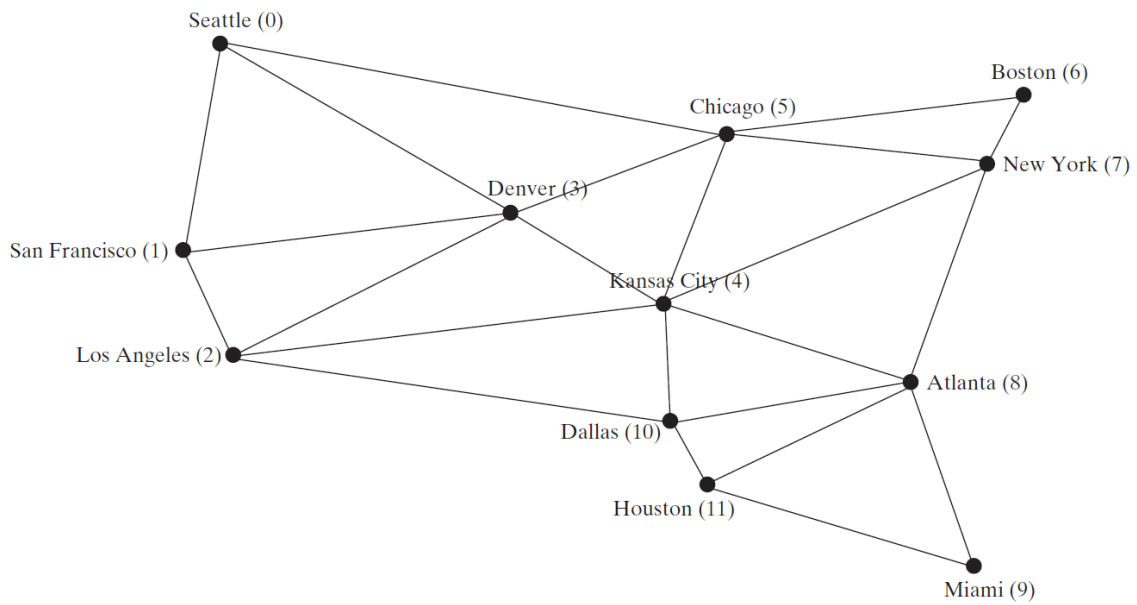 Seattle (0)
Boston (6)
Chicago (5)
New York (7)
Denver (3)
San Francisco (1)
Kansas City (4)
Los Angeles (2)
Atlanta (8)
Dallas (10)
Houston (11)
Miami (9)